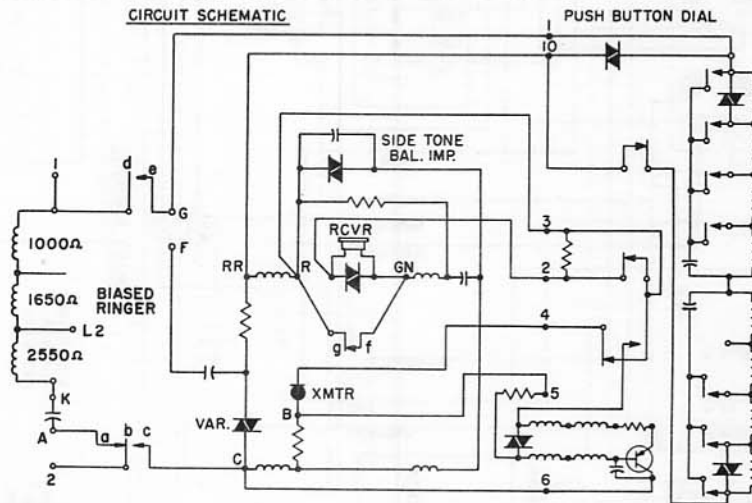 CIRCUIT SCHEMATIC
PUSH BUTTON DIAL
1
10
SIDE TONE
BAL. IMP.
1
d
e
G
F
1000Ω
1650Ω
2550Ω
BIASED
RINGER
L2
K
A
a
b
c
2
RR
R
RCVR
GN
g
f
3
2
4
XMTR
B
5
VAR.
C
6